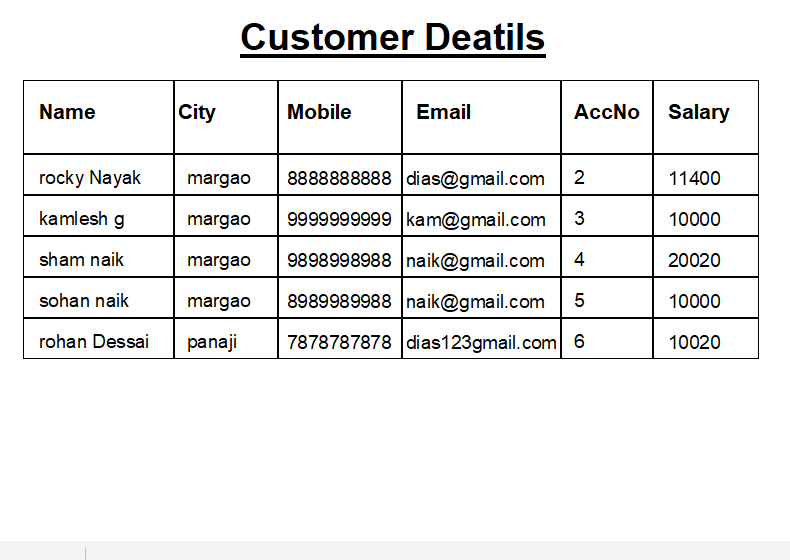 Customer Deatils
Name City Mobile Email AccNo Salary
rocky Nayak margao 8888888888 dias@gmail.com 2 11400
kamlesh g margao 9999999999 kam@gmail.com 3 10000
sham naik margao 9898998988 naik@gmail.com 4 20020
sohan naik margao 8989989988 naik@gmail.com 5 10000
rohan Dessai panaji 7878787878 dias123gmail.com 6 10020